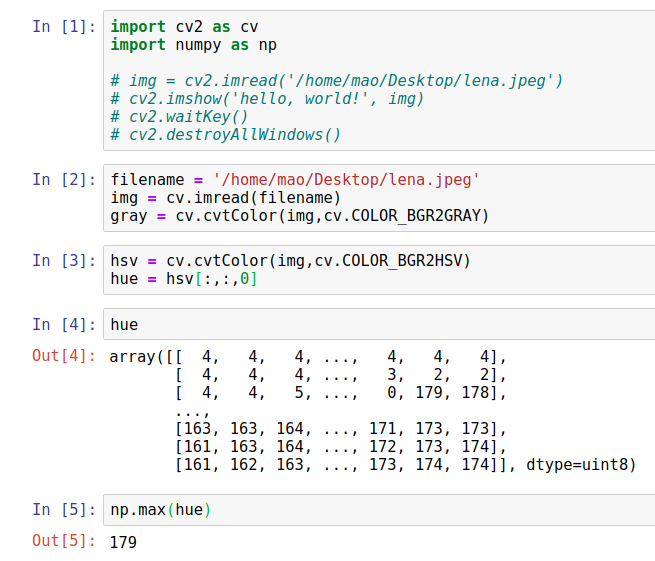 In [1]: import cv2 as cv
import numpy as np
# img = cv2.imread('/home/mao/Desktop/lena.jpeg')
# cv2.imshow('hello, world!', img)
# cv2.waitKey()
# cv2.destroyAllWindows()
In [2]: filename = '/home/mao/Desktop/lena.jpeg'
img = cv.imread(filename)
gray = cv.cvtColor(img,cv.COLOR_BGR2GRAY)
In [3]: hsv = cv.cvtColor(img,cv.COLOR_BGR2HSV)
hue = hsv[:,:,0]
In [4]: hue
Out[4]: array([[  4,   4,   4, ...,   4,   4,   4],
[  4,   4,   4, ...,   3,   2,   2],
[  4,   4,   5, ...,   0, 179, 178],
...,
[163, 163, 164, ..., 171, 173, 173],
[161, 163, 164, ..., 172, 173, 174],
[161, 162, 163, ..., 173, 174, 174]], dtype=uint8)
In [5]: np.max(hue)
Out[5]: 179